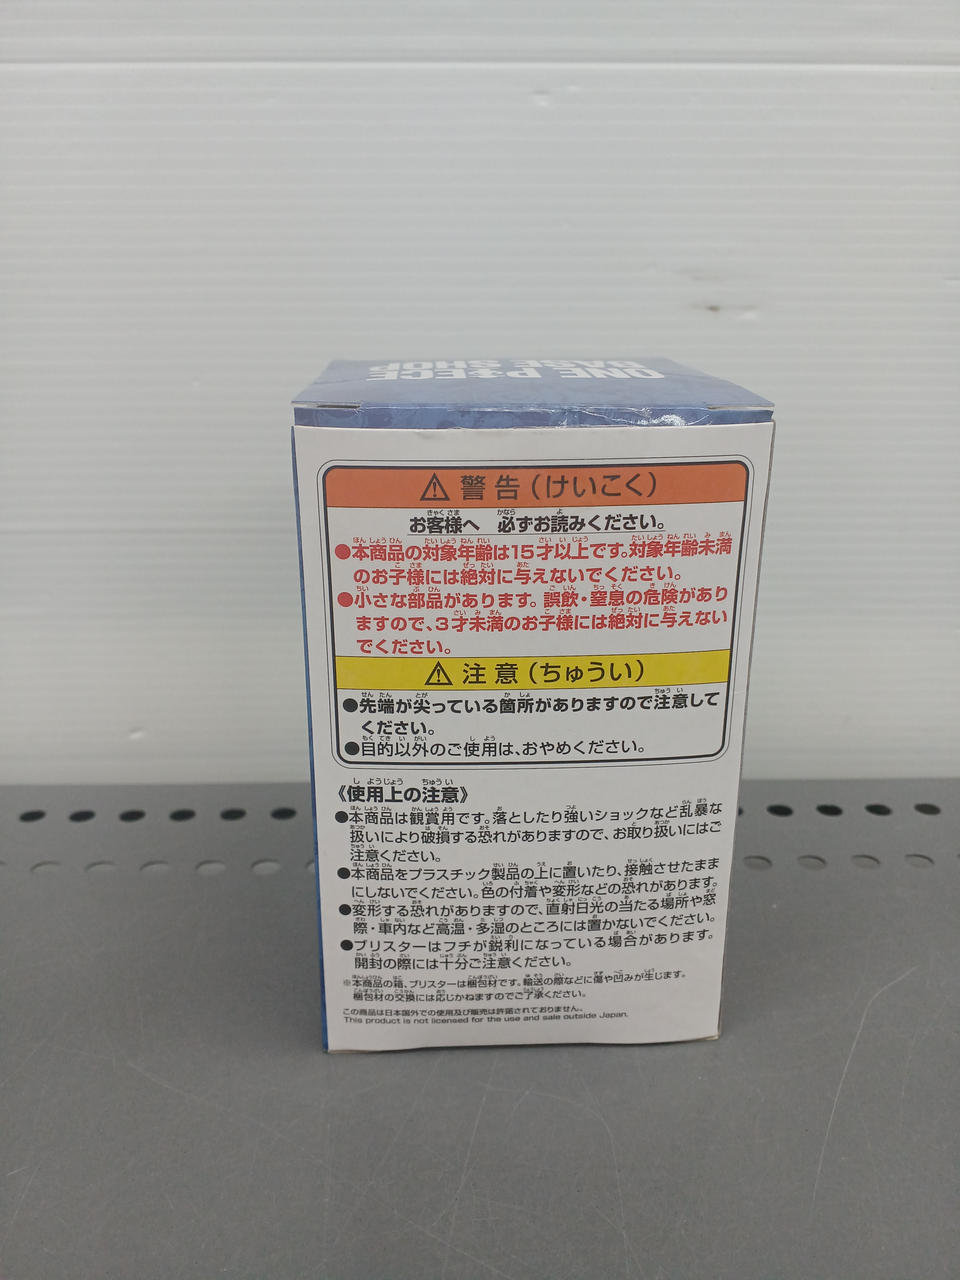 ONE PIECE
BASE SHOP
⚠ 警告(けいこく)
お客様へ 必ずお読みください。
●本商品の対象年齢は15才以上です。対象年齢未満
のお子様には絶対に与えないでください。
●小さな部品があります。誤飲・窒息の危険があり
ますので、3才未満のお子様には絶対に与えない
でください。
⚠ 注意(ちゅうい)
●先端が尖っている箇所がありますので注意して
ください。
●目的以外のご使用は、おやめください。
《使用上の注意》
●本商品は観賞用です。落としたり強いショックなど乱暴な
扱いにより破損する恐れがありますので、お取り扱いにはご
注意ください。
●本商品をプラスチック製品の上に置いたり、接触させたまま
にしないでください。色の付着や変形などの恐れがあります。
●変形する恐れがありますので、直射日光の当たる場所や窓
際・車内など高温・多湿のところには置かないでください。
●ブリスターはフチが鋭利になっている場合があります。
開封の際には十分ご注意ください。
※本商品の箱、ブリスターは梱包材です。輸送の際などに傷や凹みが生じます。
梱包材の交換には応じかねますのでご了承ください。
この商品は日本国外での使用及び販売は許諾されておりません。
This product is not licensed for the use and sale outside Japan.